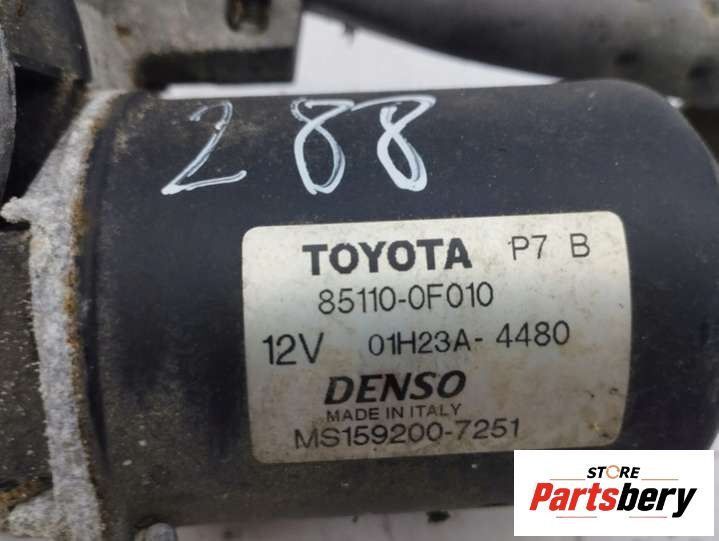 288
TOYOTA P7 B
85110-0F010
12V 01H23A-4480
DENSO
MADE IN ITALY
MS159200-7251
STORE
Partsbery